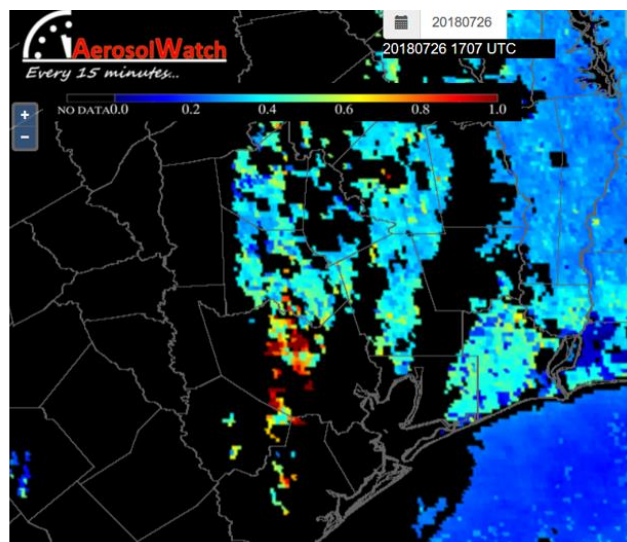 20180726
AerosolWatch
20180726 1707 UTC
Every 15 minutes...
NO DATA 0.0 0.2 0.4 0.6 0.8 1.0
+
-